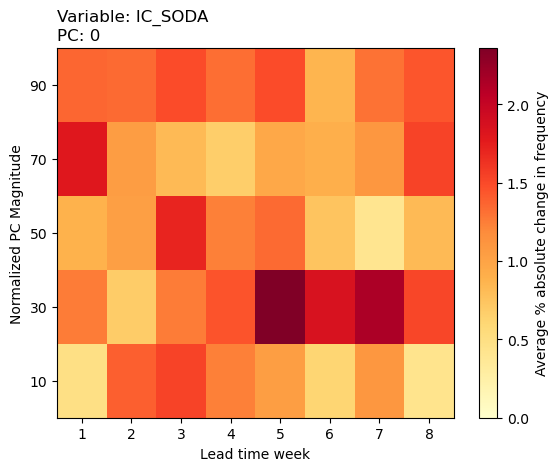 Variable: IC_SODA
PC: 0
90
70
50
30
10
Normalized PC Magnitude
1 2 3 4 5 6 7 8
Lead time week
2.0
1.5
1.0
0.5
0.0
Average % absolute change in frequency